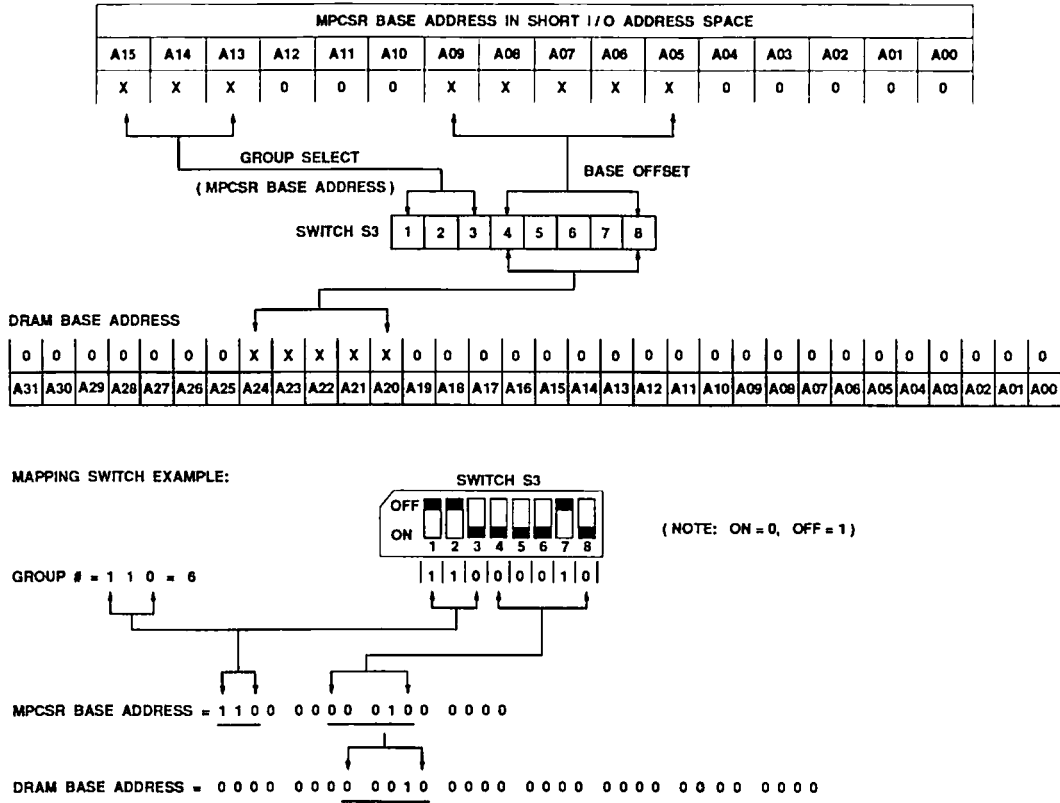 MPCSR BASE ADDRESS IN SHORT I/O ADDRESS SPACE
A15 A14 A13 A12 A11 A10 A09 A08 A07 A06 A05 A04 A03 A02 A01 A00
X X X 0 0 0 X X X X X 0 0 0 0 0
GROUP SELECT
(MPCSR BASE ADDRESS)
BASE OFFSET
SWITCH S3 1 2 3 4 5 6 7 8
DRAM BASE ADDRESS
0 0 0 0 0 0 0 X X X X X 0 0 0 0 0 0 0 0 0 0 0 0 0 0 0 0 0 0 0 0
A31 A30 A29 A28 A27 A26 A25 A24 A23 A22 A21 A20 A19 A18 A17 A16 A15 A14 A13 A12 A11 A10 A09 A08 A07 A06 A05 A04 A03 A02 A01 A00
MAPPING SWITCH EXAMPLE:
SWITCH S3
OFF
ON
1 2 3 4 5 6 7 8
(NOTE: ON = 0, OFF = 1)
GROUP # = 1 1 0 = 6
1 1 0 0 0 0 1 0
MPCSR BASE ADDRESS = 1 1 0 0 0 0 0 0 0 1 0 0 0 0 0 0
DRAM BASE ADDRESS = 0 0 0 0 0 0 0 0 0 0 1 0 0 0 0 0 0 0 0 0 0 0 0 0 0 0 0 0 0 0 0 0